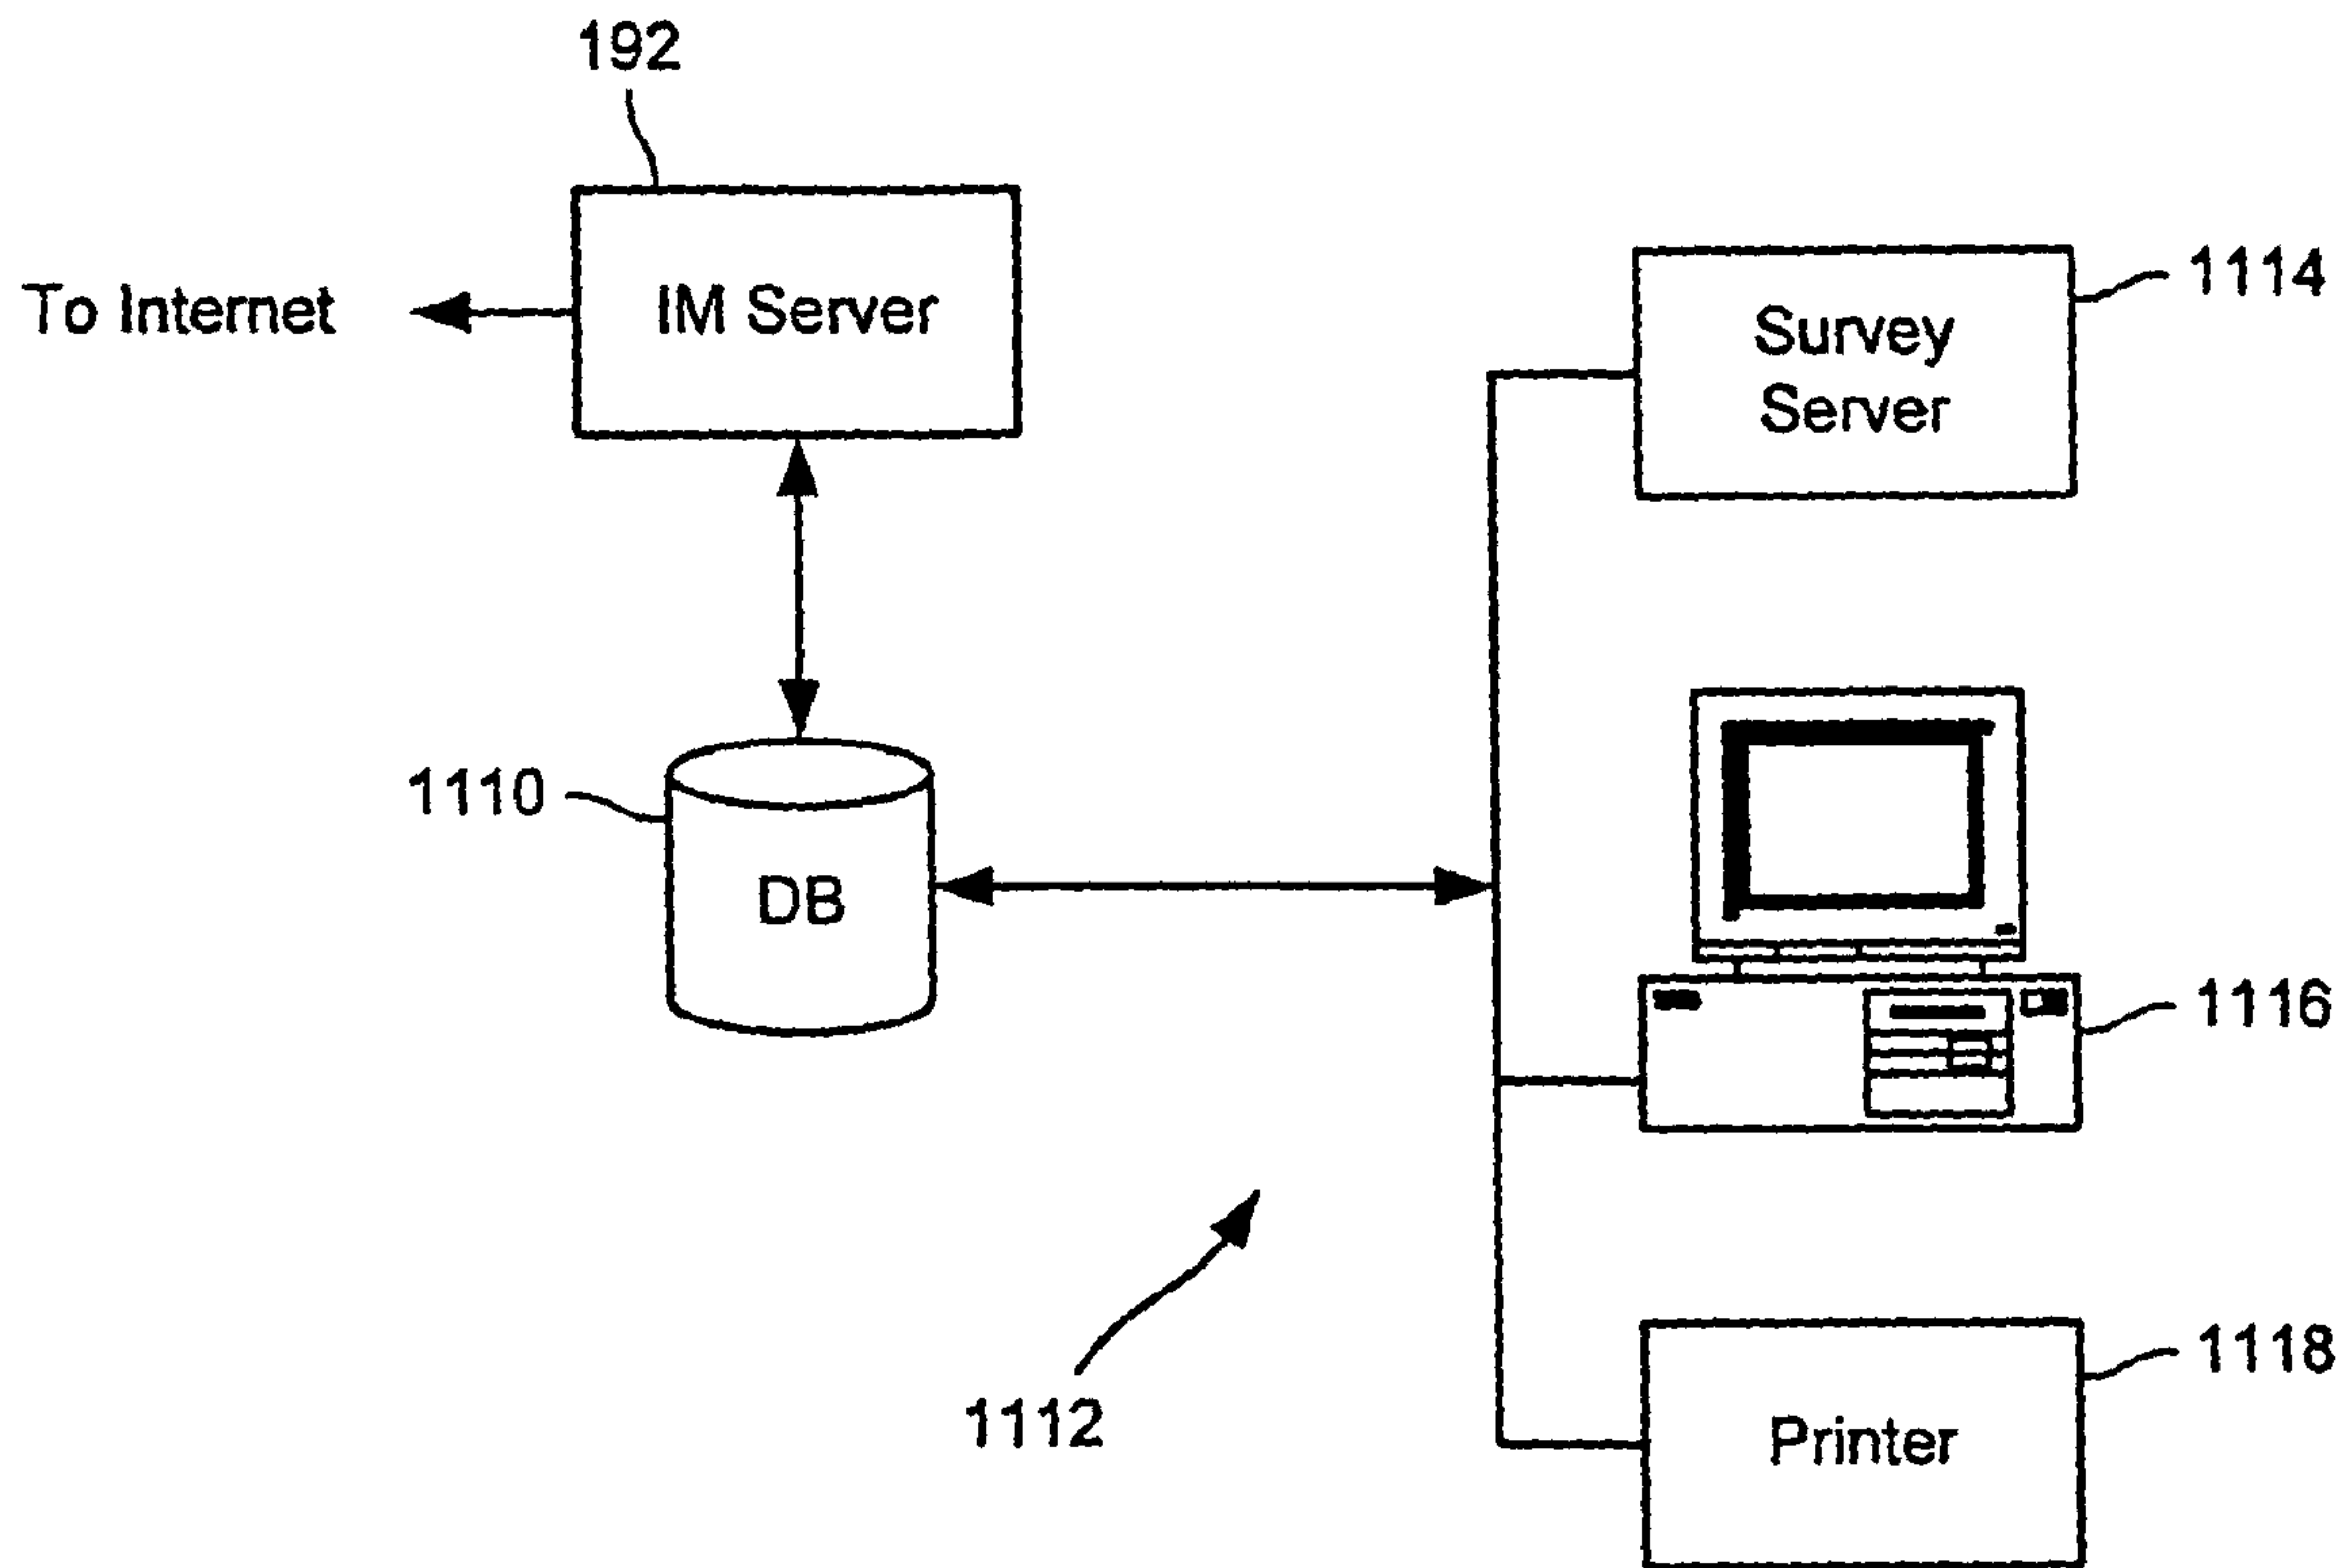 192
To Internet
IM Server
1114
Survey
Server
1110
DB
1116
1112
1118
Printer